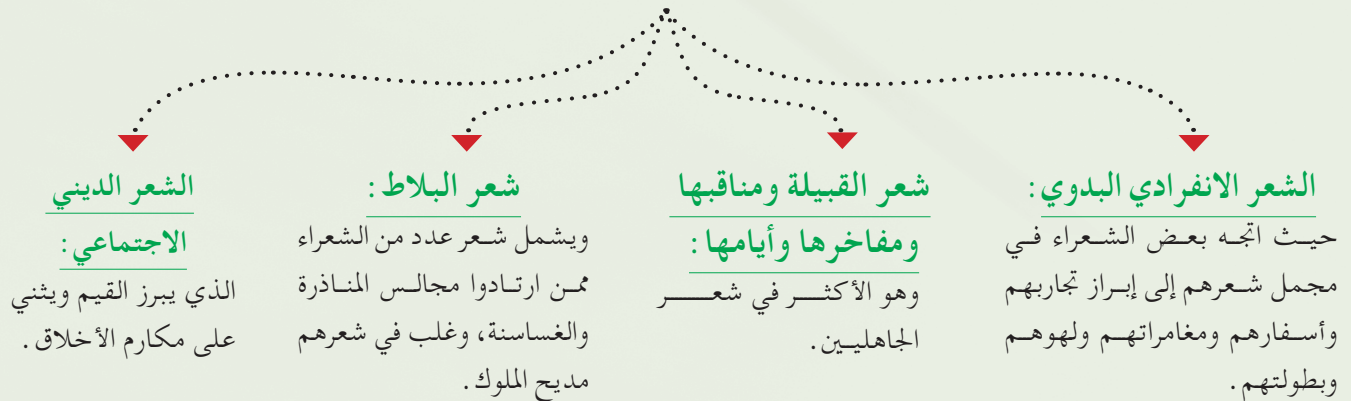 الشعر الانفرادي البدوي:
حيث اتجه بعض الشعراء في
مجمل شعرهم إلى إبراز تجاربهم
وأسفارهم ومغامراتهم ولهوهم
وبطولتهم.
شعر القبيلة ومناقبها
ومفاخرها وأيامها:
وهو الأكثر في شعر
الجاهليين.
شعر البلاط:
ويشمل شعر عدد من الشعراء
ممن ارتادوا مجالس المناذرة
والغساسنة، وغلب في شعرهم
مديح الملوك.
الشعر الديني
الاجتماعي:
الذي يبرز القيم ويثني
على مكارم الأخلاق.